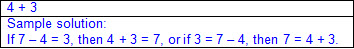 4 + 3
Sample solution:
If 7 – 4 = 3, then 4 + 3 = 7, or if 3 = 7 – 4, then 7 = 4 + 3.